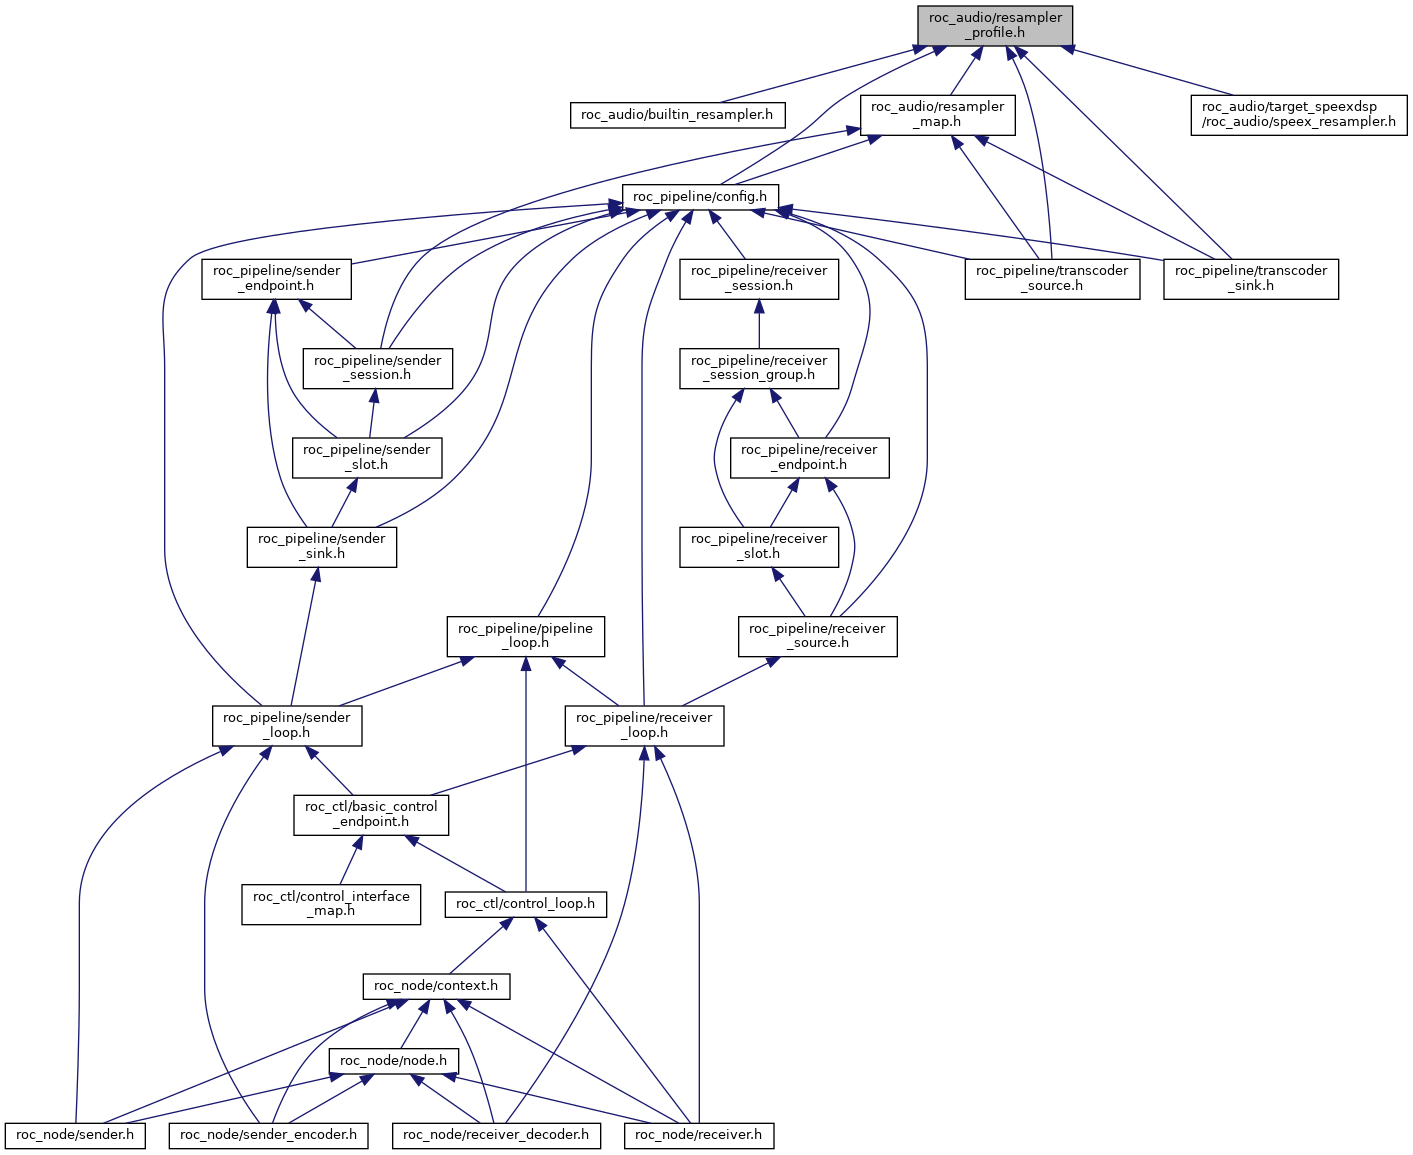 roc_audio/resampler
_profile.h
roc_audio/builtin_resampler.h
roc_audio/resampler
_map.h
roc_audio/target_speexdsp
/roc_audio/speex_resampler.h
roc_pipeline/config.h
roc_pipeline/sender
_endpoint.h
roc_pipeline/receiver
_session.h
roc_pipeline/transcoder
_source.h
roc_pipeline/transcoder
_sink.h
roc_pipeline/sender
_session.h
roc_pipeline/receiver
_session_group.h
roc_pipeline/sender
_slot.h
roc_pipeline/receiver
_endpoint.h
roc_pipeline/sender
_sink.h
roc_pipeline/receiver
_slot.h
roc_pipeline/pipeline
_loop.h
roc_pipeline/receiver
_source.h
roc_pipeline/sender
_loop.h
roc_pipeline/receiver
_loop.h
roc_ctl/basic_control
_endpoint.h
roc_ctl/control_interface
_map.h
roc_ctl/control_loop.h
roc_node/context.h
roc_node/node.h
roc_node/sender.h
roc_node/sender_encoder.h
roc_node/receiver_decoder.h
roc_node/receiver.h